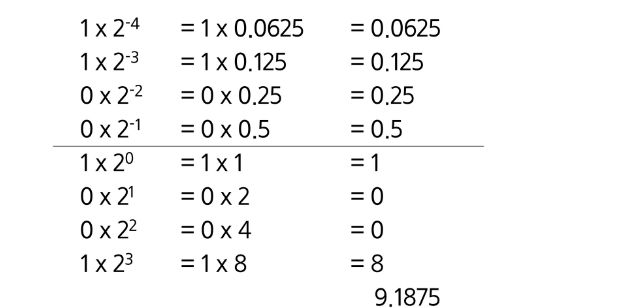 1 x 2⁻⁴ = 1 x 0.0625 = 0.0625
1 x 2⁻³ = 1 x 0.125 = 0.125
0 x 2⁻² = 0 x 0.25 = 0.25
0 x 2⁻¹ = 0 x 0.5 = 0.5
1 x 2⁰ = 1 x 1 = 1
0 x 2¹ = 0 x 2 = 0
0 x 2² = 0 x 4 = 0
1 x 2³ = 1 x 8 = 8
9.1875